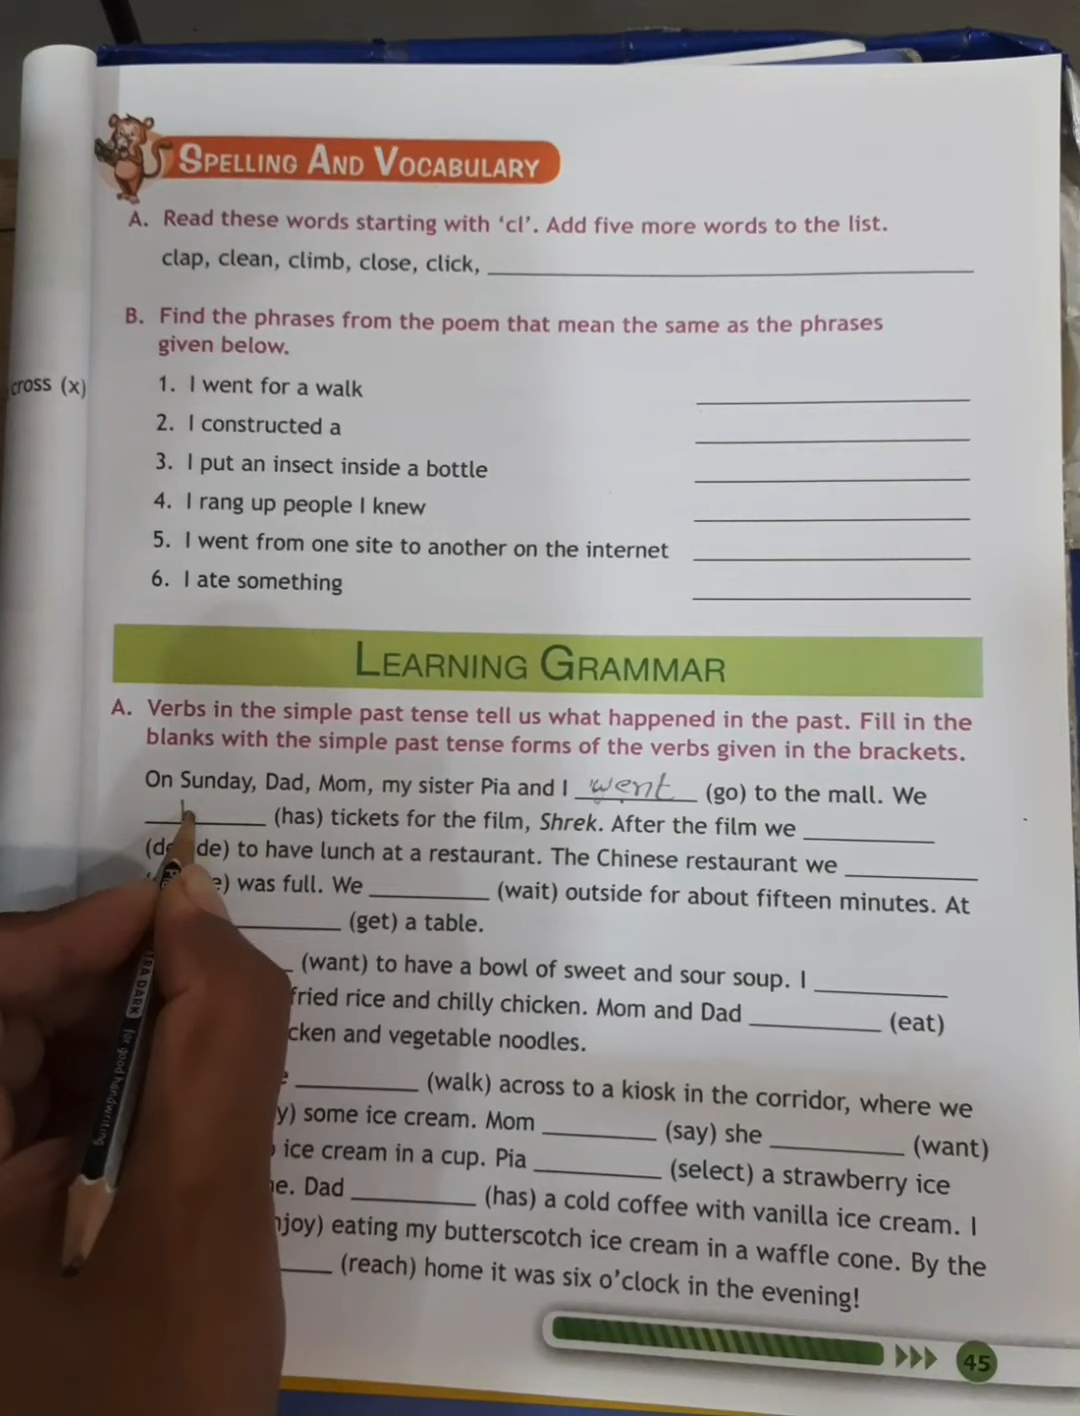 SPELLING AND VOCABULARY
A. Read these words starting with ‘cl’. Add five more words to the list.
clap, clean, climb, close, click,
B. Find the phrases from the poem that mean the same as the phrases
given below.
cross (x)
1. I went for a walk
2. I constructed a
3. I put an insect inside a bottle
4. I rang up people I knew
5. I went from one site to another on the internet
6. I ate something
LEARNING GRAMMAR
A. Verbs in the simple past tense tell us what happened in the past. Fill in the
blanks with the simple past tense forms of the verbs given in the brackets.
On Sunday, Dad, Mom, my sister Pia and I went (go) to the mall. We
(has) tickets for the film, Shrek. After the film we
to have lunch at a restaurant. The Chinese restaurant we
was full. We (wait) outside for about fifteen minutes. At
(get) a table.
(want) to have a bowl of sweet and sour soup. I
fried rice and chilly chicken. Mom and Dad (eat)
and vegetable noodles.
(walk) across to a kiosk in the corridor, where we
some ice cream. Mom (say) she (want)
ice cream in a cup. Pia (select) a strawberry ice
Dad (has) a cold coffee with vanilla ice cream. I
eating my butterscotch ice cream in a waffle cone. By the
(reach) home it was six o’clock in the evening!
45
TRA DARK for good handwriting